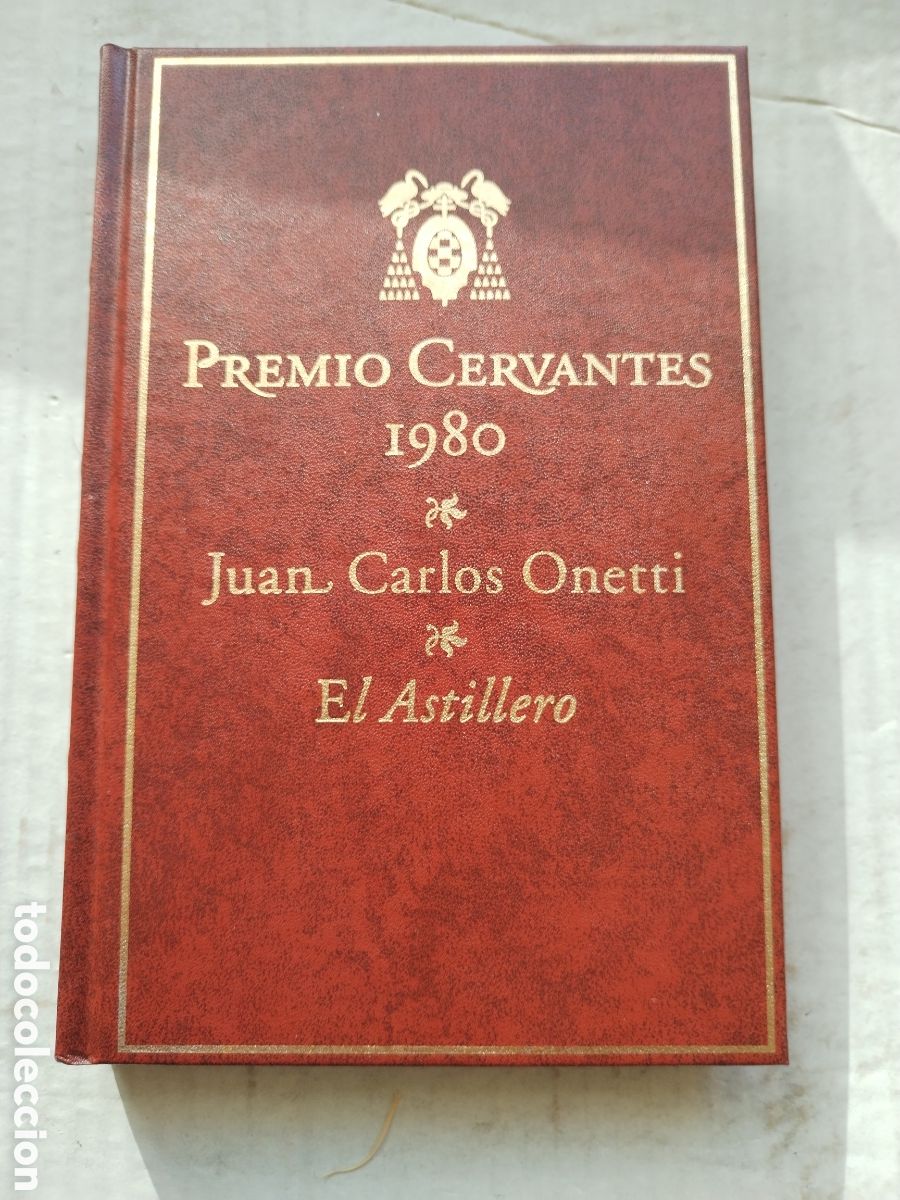 PREMIO CERVANTES
1980
Juan Carlos Onetti
El Astillero
todocoleccion